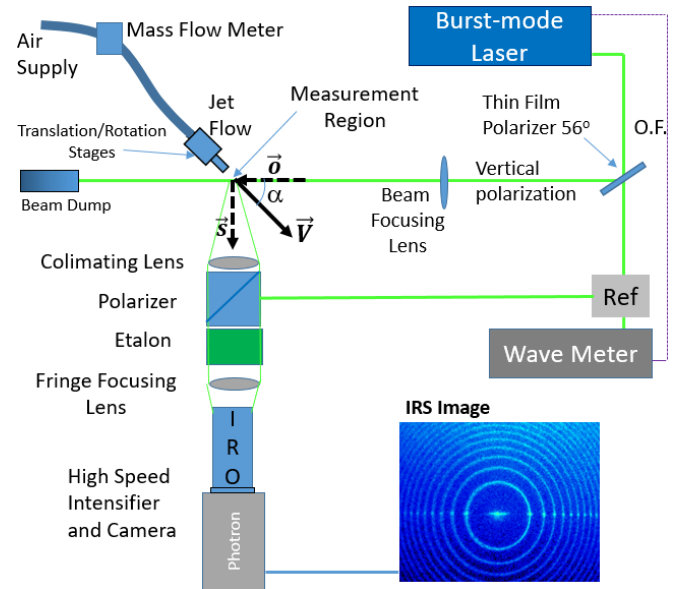 Burst-mode
Laser
Mass Flow Meter
Air
Supply
Jet
Flow
Measurement
Region
Translation/Rotation
Stages
Thin Film
Polarizer 56⁰
O.F.
Beam Dump
o⃗
α
s⃗
V⃗
Beam
Focusing
Lens
Vertical
polarization
Colimating Lens
Polarizer
Etalon
Ref
Wave Meter
Fringe Focusing
Lens
I
R
O
IRS Image
High Speed
Intensifier
and Camera
Photron